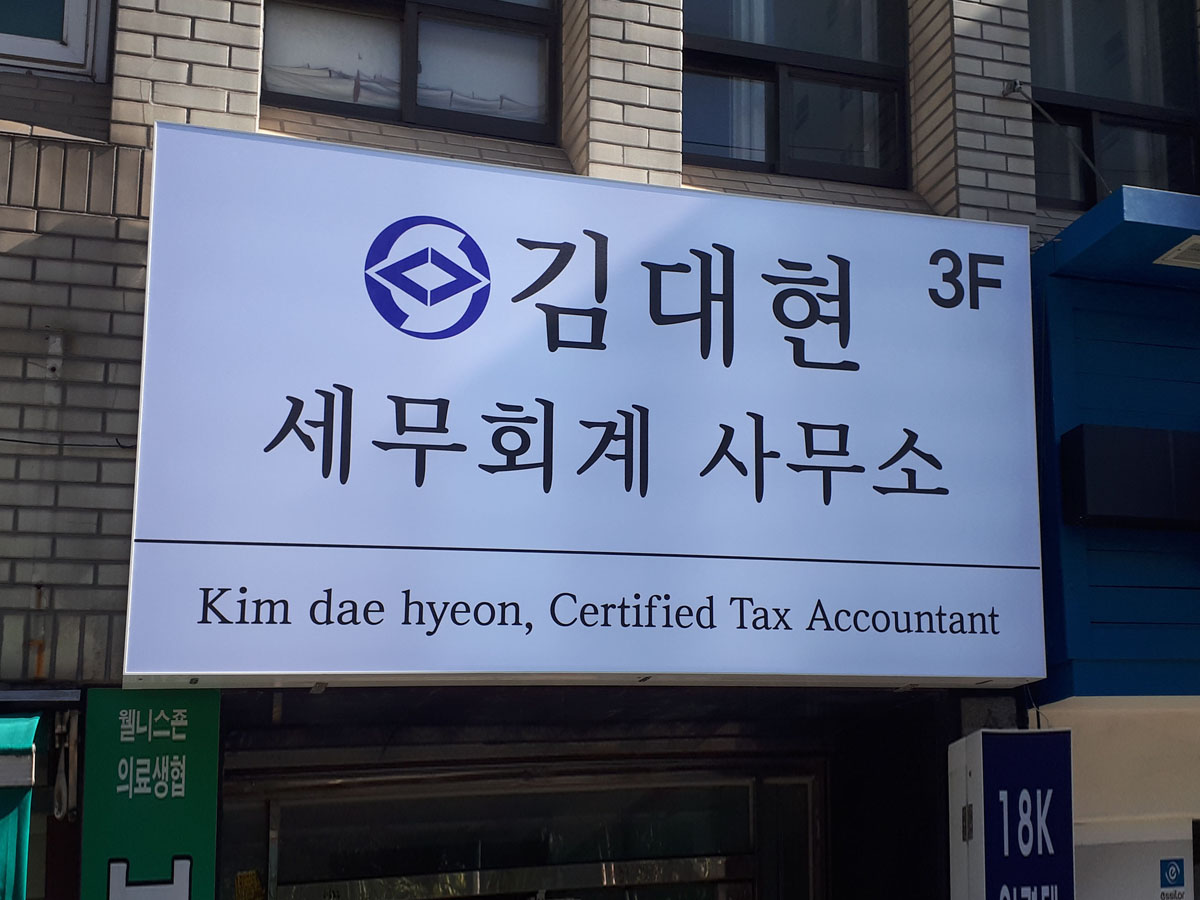 김대현
3F
세무회계 사무소
Kim dae hyeon, Certified Tax Accountant
웰니스존
의료생협
18K
essilor